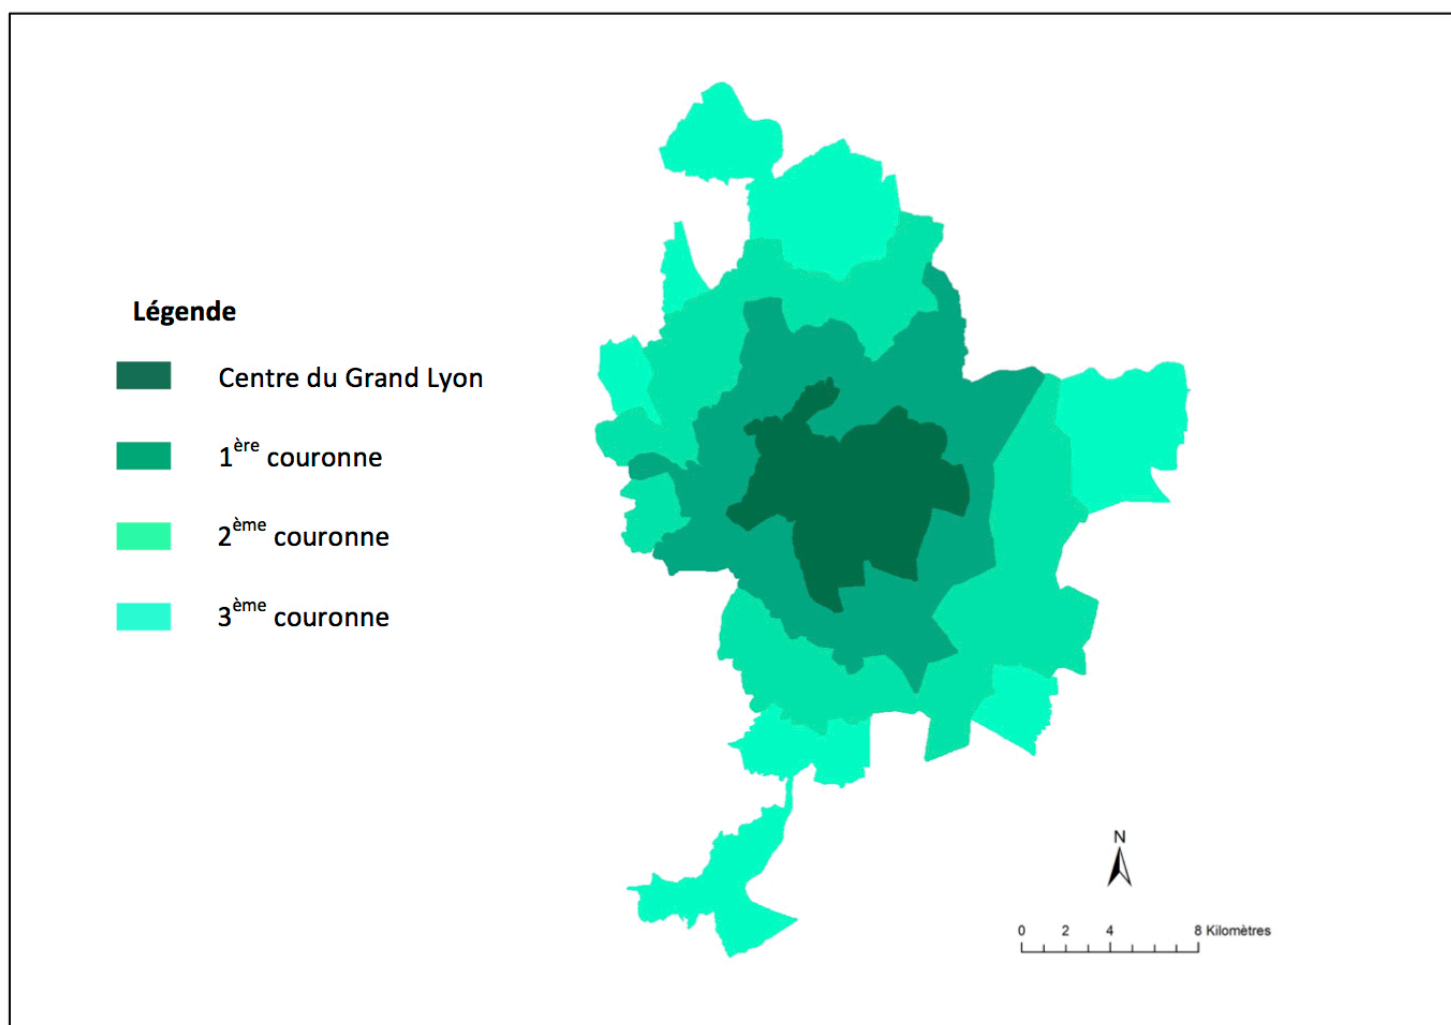 Légende
Centre du Grand Lyon
1ère couronne
2ème couronne
3ème couronne
N
0 2 4 8 Kilomètres